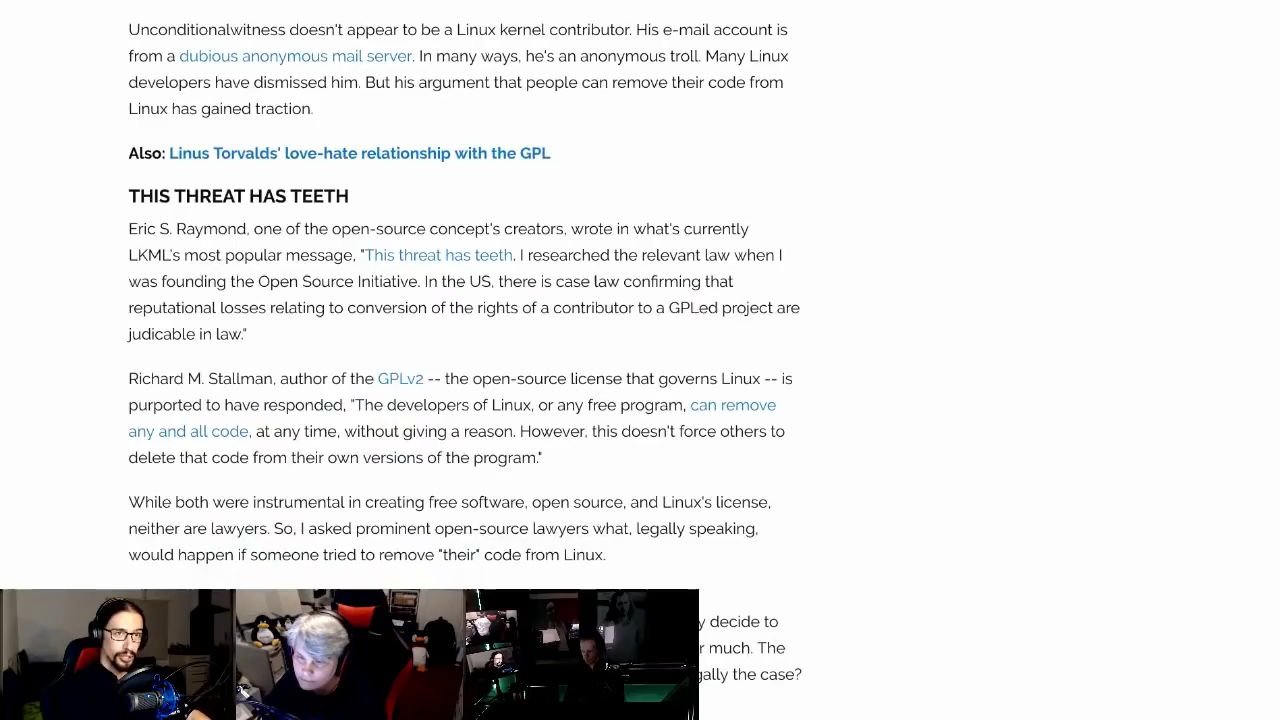 Unconditionalwitness doesn't appear to be a Linux kernel contributor. His e-mail account is
from a dubious anonymous mail server. In many ways, he's an anonymous troll. Many Linux
developers have dismissed him. But his argument that people can remove their code from
Linux has gained traction.
Also: Linus Torvalds' love-hate relationship with the GPL
THIS THREAT HAS TEETH
Eric S. Raymond, one of the open-source concept's creators, wrote in what's currently
LKML's most popular message, "This threat has teeth. I researched the relevant law when I
was founding the Open Source Initiative. In the US, there is case law confirming that
reputational losses relating to conversion of the rights of a contributor to a GPLed project are
judicable in law."
Richard M. Stallman, author of the GPLv2 -- the open-source license that governs Linux -- is
purported to have responded, "The developers of Linux, or any free program, can remove
any and all code, at any time, without giving a reason. However, this doesn't force others to
delete that code from their own versions of the program."
While both were instrumental in creating free software, open source, and Linux's license,
neither are lawyers. So, I asked prominent open-source lawyers what, legally speaking,
would happen if someone tried to remove "their" code from Linux.
decide to
much. The
the case?